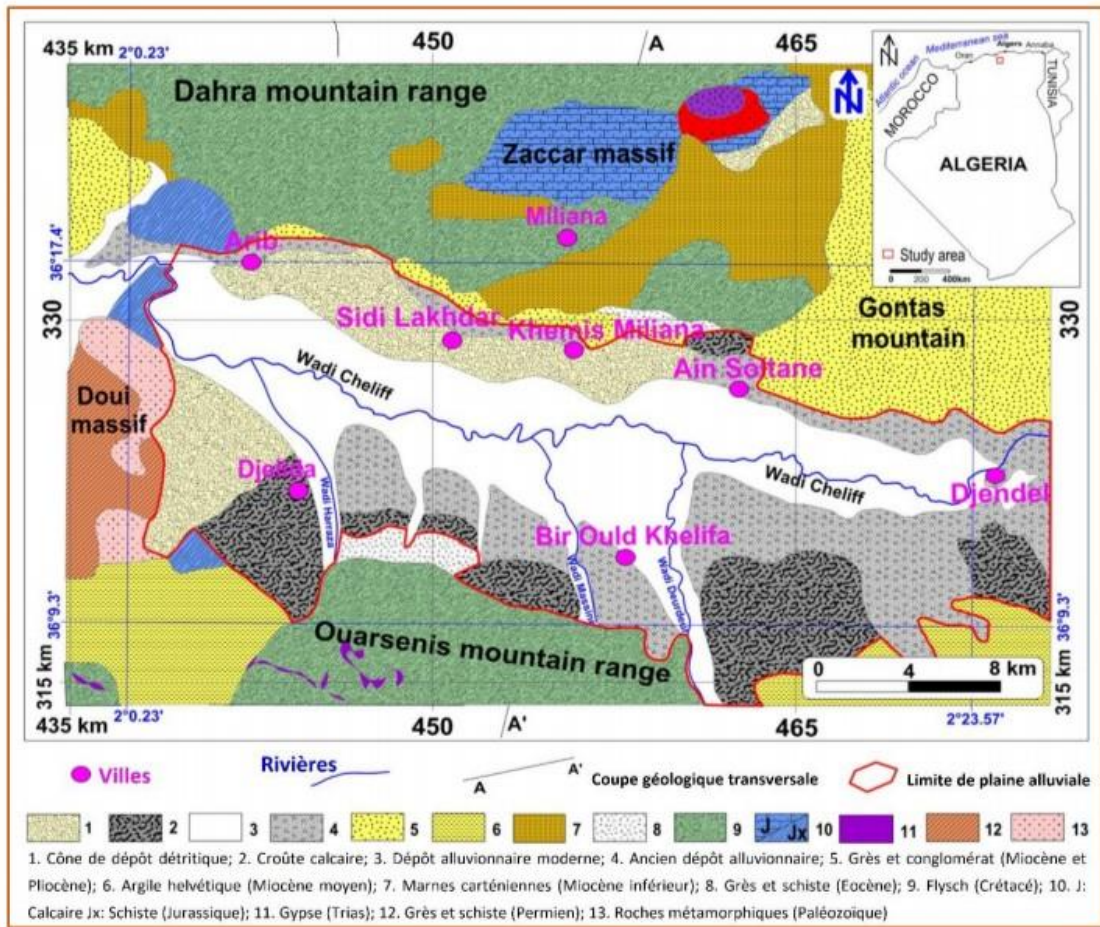 435 km
2°0.23'
450
A
465
N
Dahra mountain range
Zaccar massif
Miliana
Mediterranean sea
Algers
Annaba
Oran
Atlantic ocean
MOROCCO
TUNISIA
ALGERIA
Study area
0 200 400km
N
36°17.4'
Arib
330
330
Sidi Lakhdar
Khemis Miliana
Gontas
mountain
Ain Soltane
Doui
massif
Wadi Cheliff
Djelida
Wadi Harraza
Wadi Cheliff
Djendel
Bir Ould Khelifa
Wadi Massine
Wadi Deurdeur
36°9.3'
36°9.3'
Ouarsenis mountain range
0 4 8 km
315 km
315 km
435 km
2°0.23'
450
A'
465
2°23.57'
Villes
Rivières
A
A'
Coupe géologique transversale
Limite de plaine alluviale
1 2 3 4 5 6 7 8 9 J Jx 10 11 12 13
1. Cône de dépôt détritique; 2. Croûte calcaire; 3. Dépôt alluvionnaire moderne; 4. Ancien dépôt alluvionnaire; 5. Grès et conglomérat (Miocène et
Pliocène); 6. Argile helvétique (Miocène moyen); 7. Marnes carténiennes (Miocène inférieur); 8. Grès et schiste (Eocène); 9. Flysch (Crétacé); 10. J:
Calcaire Jx: Schiste (Jurassique); 11. Gypse (Trias); 12. Grès et schiste (Permien); 13. Roches métamorphiques (Paléozoïque)